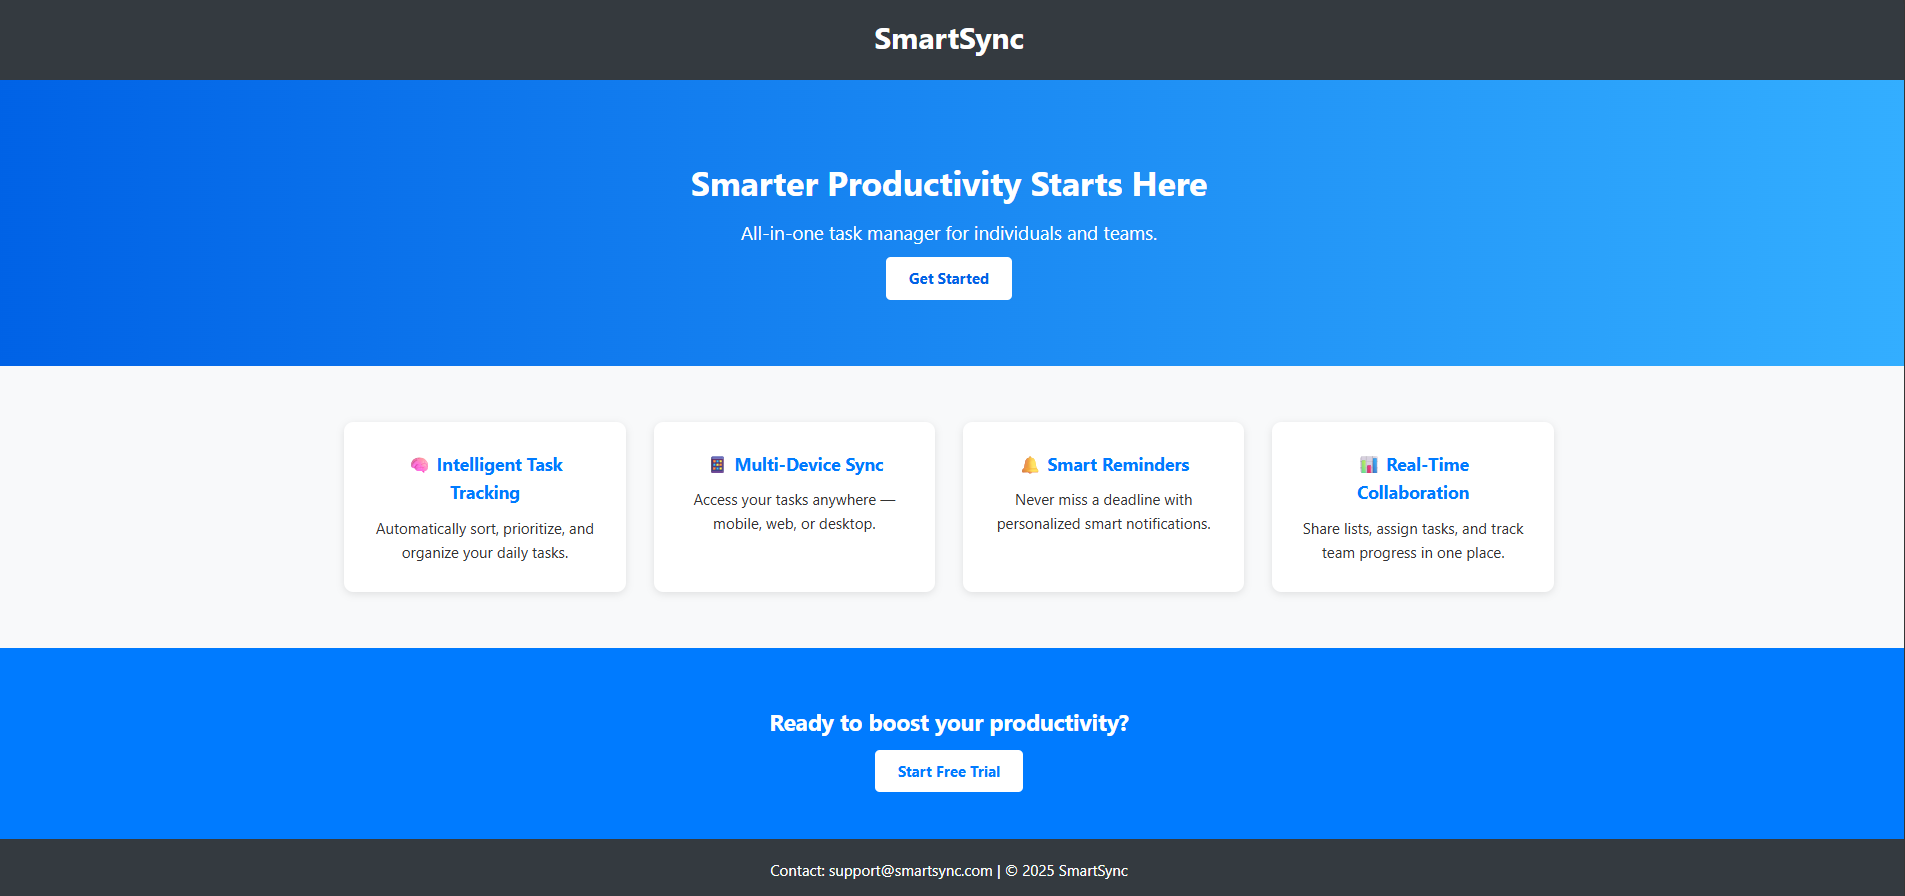 SmartSync
Smarter Productivity Starts Here
All-in-one task manager for individuals and teams.
Get Started
🧠 Intelligent Task
Tracking
Automatically sort, prioritize, and
organize your daily tasks.
📱 Multi-Device Sync
Access your tasks anywhere —
mobile, web, or desktop.
🔔 Smart Reminders
Never miss a deadline with
personalized smart notifications.
📊 Real-Time
Collaboration
Share lists, assign tasks, and track
team progress in one place.
Ready to boost your productivity?
Start Free Trial
Contact: support@smartsync.com | © 2025 SmartSync